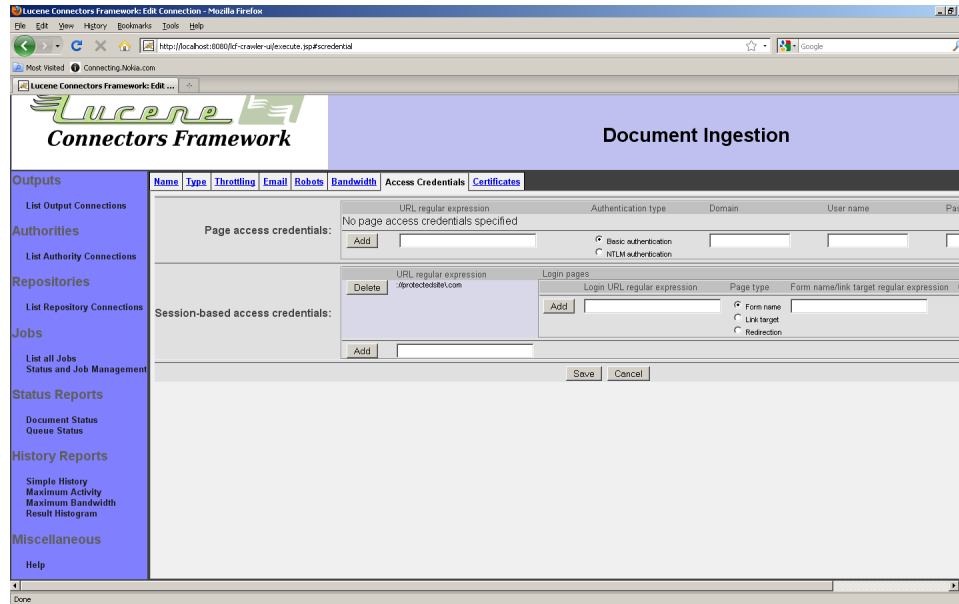 Lucene Connectors Framework: Edit Connection - Mozilla Firefox
File Edit View History Bookmarks Tools Help
http://localhost:8080/lcf-crawler-ui/execute.jsp#scredential
Google
Most Visited Connecting.Nokia.com
Lucene Connectors Framework: Edit ...
Lucene
Connectors Framework
Document Ingestion
Outputs
List Output Connections
Authorities
List Authority Connections
Repositories
List Repository Connections
Jobs
List all Jobs
Status and Job Management
Status Reports
Document Status
Queue Status
History Reports
Simple History
Maximum Activity
Maximum Bandwidth
Result Histogram
Miscellaneous
Help
Name Type Throttling Email Robots Bandwidth Access Credentials Certificates
Page access credentials:
URL regular expression Authentication type Domain User name Pas
No page access credentials specified
Add Basic authentication
NTLM authentication
Session-based access credentials:
URL regular expression Login pages
Delete ://protectedsite\.com
Login URL regular expression Page type Form name/link target regular expression
Add Form name
Link target
Redirection
Add
Save Cancel
Done